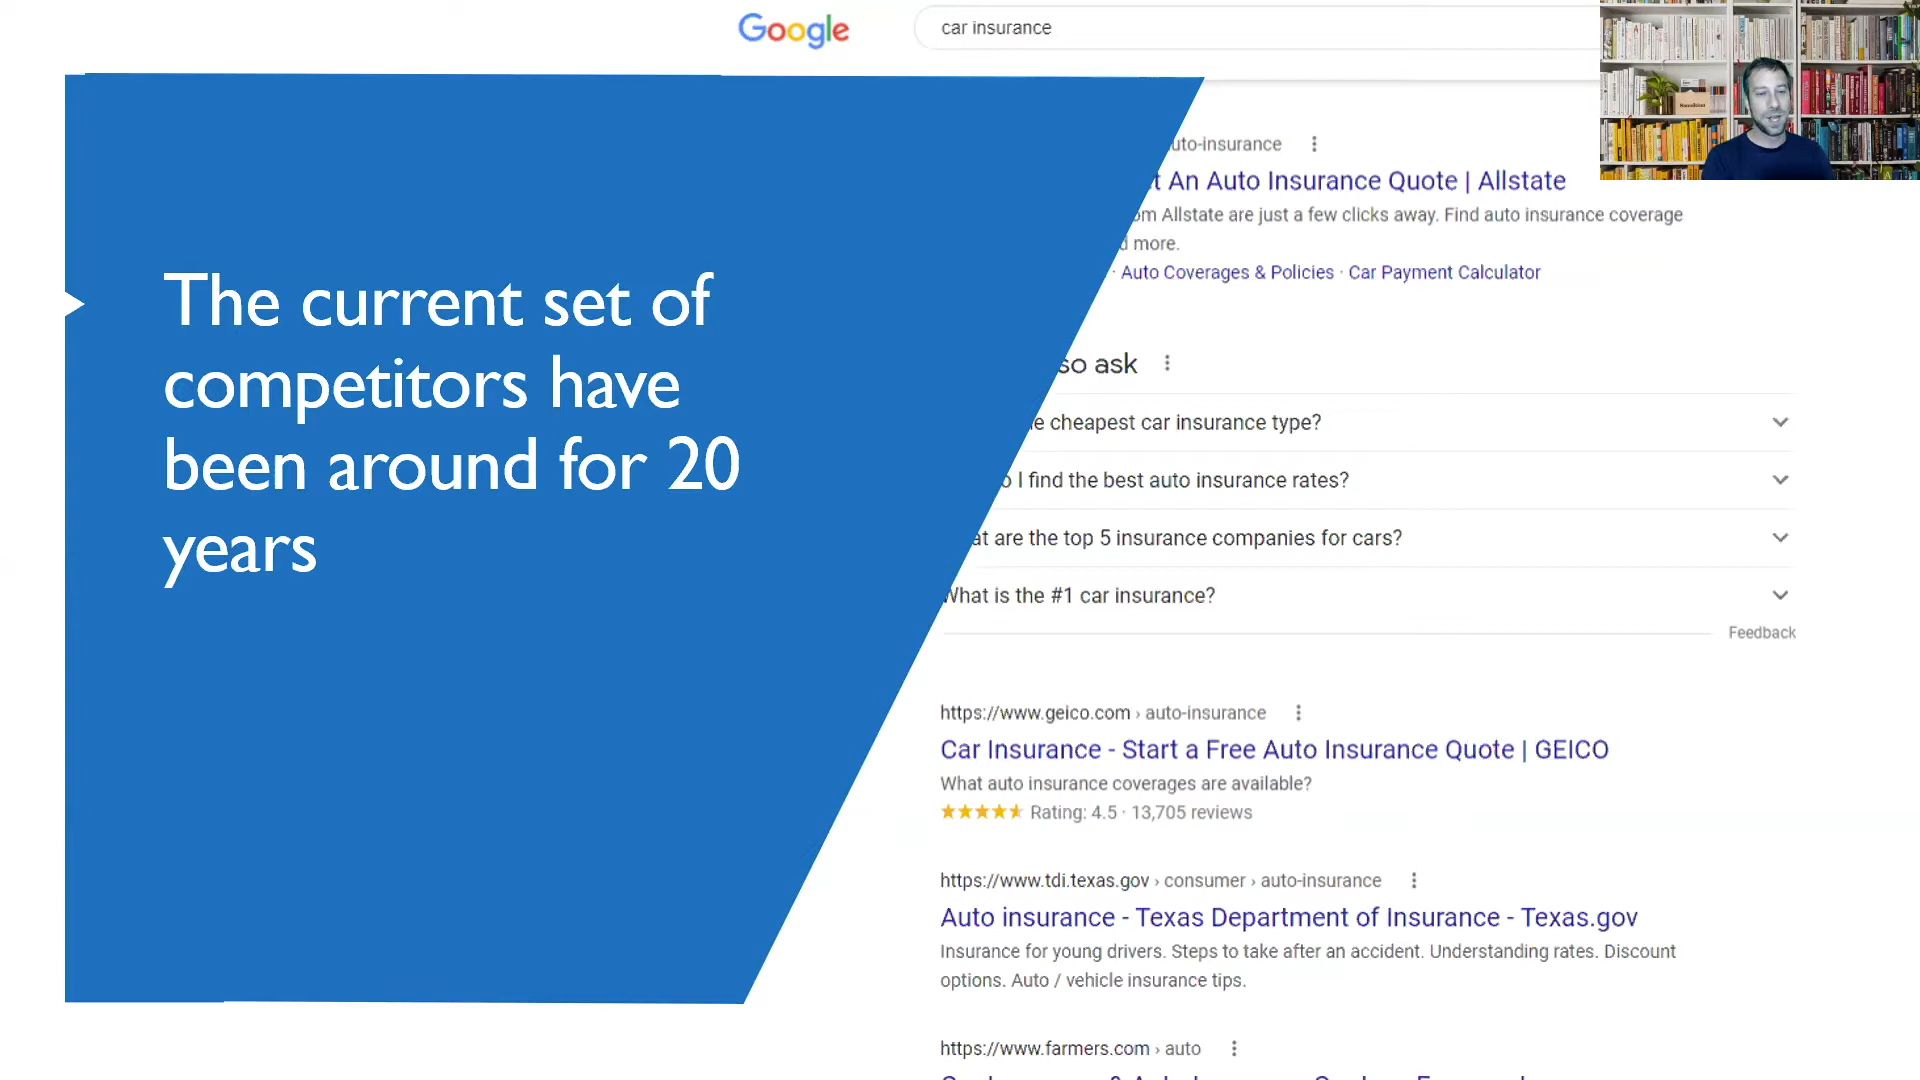 Google
car insurance
The current set of
competitors have
been around for 20
years
uto-insurance
t An Auto Insurance Quote | Allstate
om Allstate are just a few clicks away. Find auto insurance coverage
d more.
· Auto Coverages & Policies · Car Payment Calculator
so ask
e cheapest car insurance type?
o I find the best auto insurance rates?
at are the top 5 insurance companies for cars?
What is the #1 car insurance?
Feedback
https://www.geico.com › auto-insurance
Car Insurance - Start a Free Auto Insurance Quote | GEICO
What auto insurance coverages are available?
Rating: 4.5 · 13,705 reviews
https://www.tdi.texas.gov › consumer › auto-insurance
Auto insurance - Texas Department of Insurance - Texas.gov
Insurance for young drivers. Steps to take after an accident. Understanding rates. Discount
options. Auto / vehicle insurance tips.
https://www.farmers.com › auto